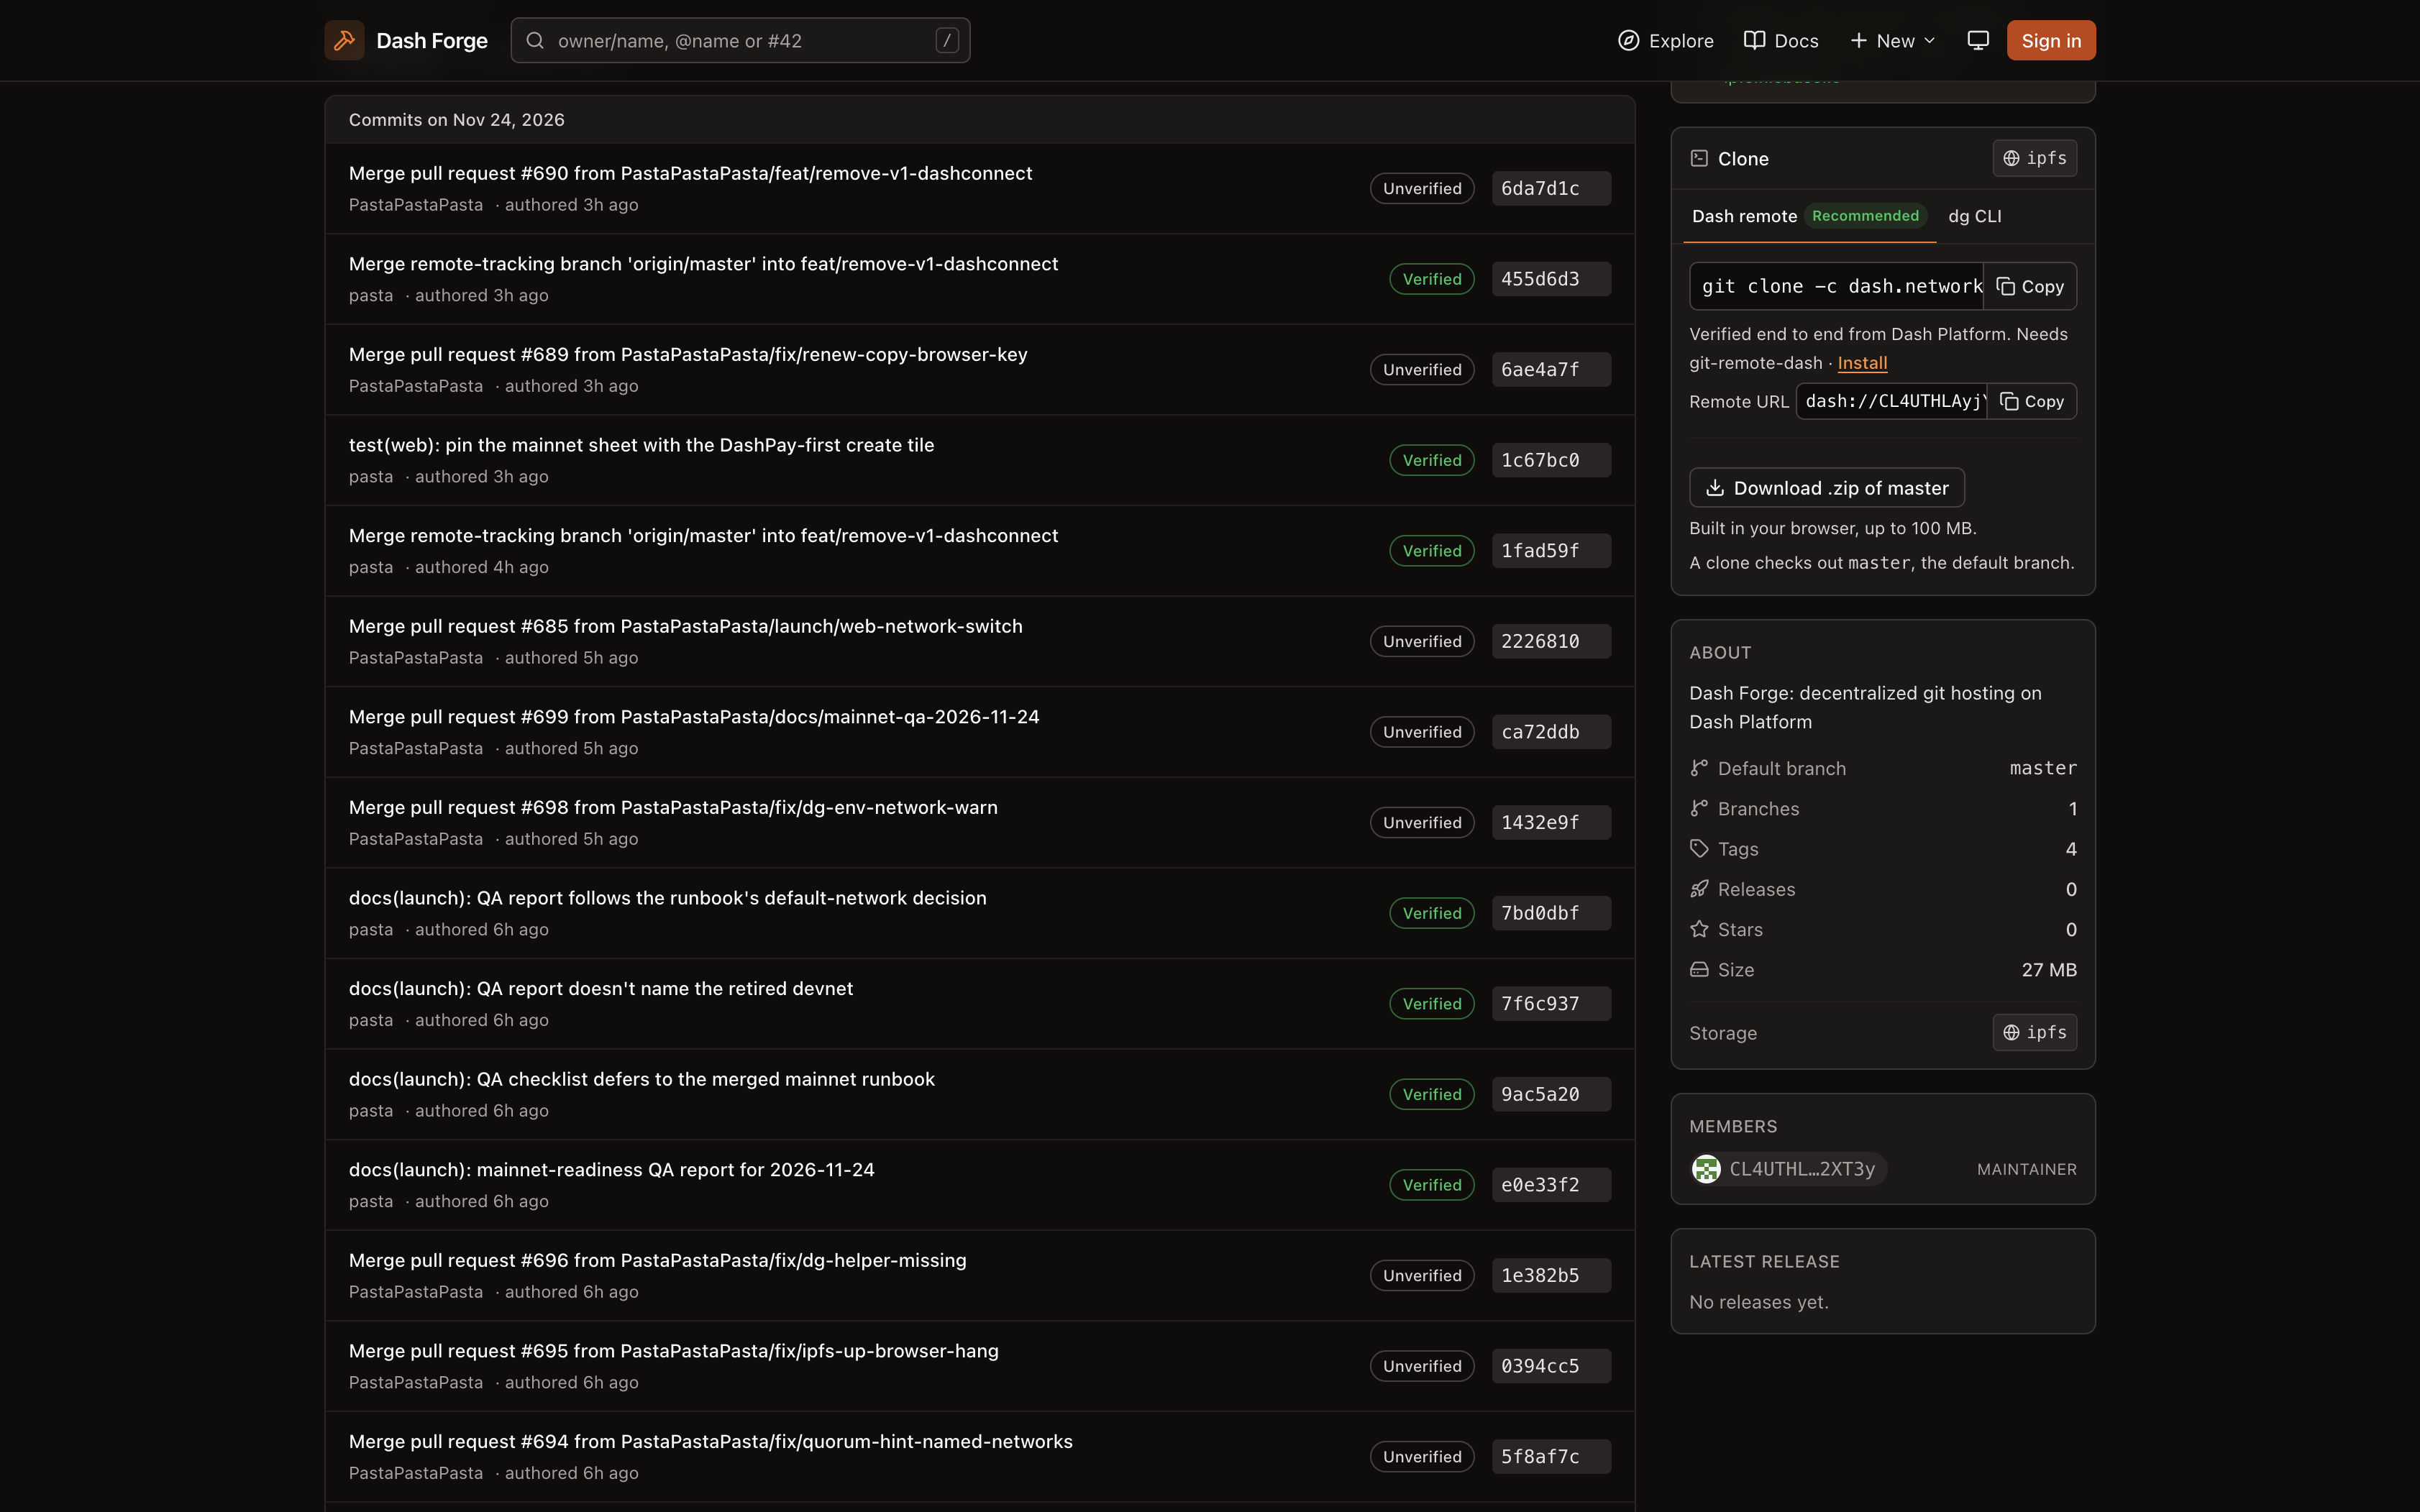 Dash Forge
owner/name, @name or #42
/
Explore
Docs
New
Sign in
Commits on Nov 24, 2026
Merge pull request #690 from PastaPastaPasta/feat/remove-v1-dashconnect
PastaPastaPasta · authored 3h ago
Unverified
6da7d1c
Merge remote-tracking branch 'origin/master' into feat/remove-v1-dashconnect
pasta · authored 3h ago
Verified
455d6d3
Merge pull request #689 from PastaPastaPasta/fix/renew-copy-browser-key
PastaPastaPasta · authored 3h ago
Unverified
6ae4a7f
test(web): pin the mainnet sheet with the DashPay-first create tile
pasta · authored 3h ago
Verified
1c67bc0
Merge remote-tracking branch 'origin/master' into feat/remove-v1-dashconnect
pasta · authored 4h ago
Verified
1fad59f
Merge pull request #685 from PastaPastaPasta/launch/web-network-switch
PastaPastaPasta · authored 5h ago
Unverified
2226810
Merge pull request #699 from PastaPastaPasta/docs/mainnet-qa-2026-11-24
PastaPastaPasta · authored 5h ago
Unverified
ca72ddb
Merge pull request #698 from PastaPastaPasta/fix/dg-env-network-warn
PastaPastaPasta · authored 5h ago
Unverified
1432e9f
docs(launch): QA report follows the runbook's default-network decision
pasta · authored 6h ago
Verified
7bd0dbf
docs(launch): QA report doesn't name the retired devnet
pasta · authored 6h ago
Verified
7f6c937
docs(launch): QA checklist defers to the merged mainnet runbook
pasta · authored 6h ago
Verified
9ac5a20
docs(launch): mainnet-readiness QA report for 2026-11-24
pasta · authored 6h ago
Verified
e0e33f2
Merge pull request #696 from PastaPastaPasta/fix/dg-helper-missing
PastaPastaPasta · authored 6h ago
Unverified
1e382b5
Merge pull request #695 from PastaPastaPasta/fix/ipfs-up-browser-hang
PastaPastaPasta · authored 6h ago
Unverified
0394cc5
Merge pull request #694 from PastaPastaPasta/fix/quorum-hint-named-networks
PastaPastaPasta · authored 6h ago
Unverified
5f8af7c
Clone
ipfs
Dash remote Recommended
dg CLI
git clone -c dash.network
Copy
Verified end to end from Dash Platform. Needs
git-remote-dash · Install
Remote URL
dash://CL4UTHLAyj
Copy
Download .zip of master
Built in your browser, up to 100 MB.
A clone checks out master, the default branch.
ABOUT
Dash Forge: decentralized git hosting on
Dash Platform
Default branch master
Branches 1
Tags 4
Releases 0
Stars 0
Size 27 MB
Storage ipfs
MEMBERS
CL4UTHL…2XT3y MAINTAINER
LATEST RELEASE
No releases yet.